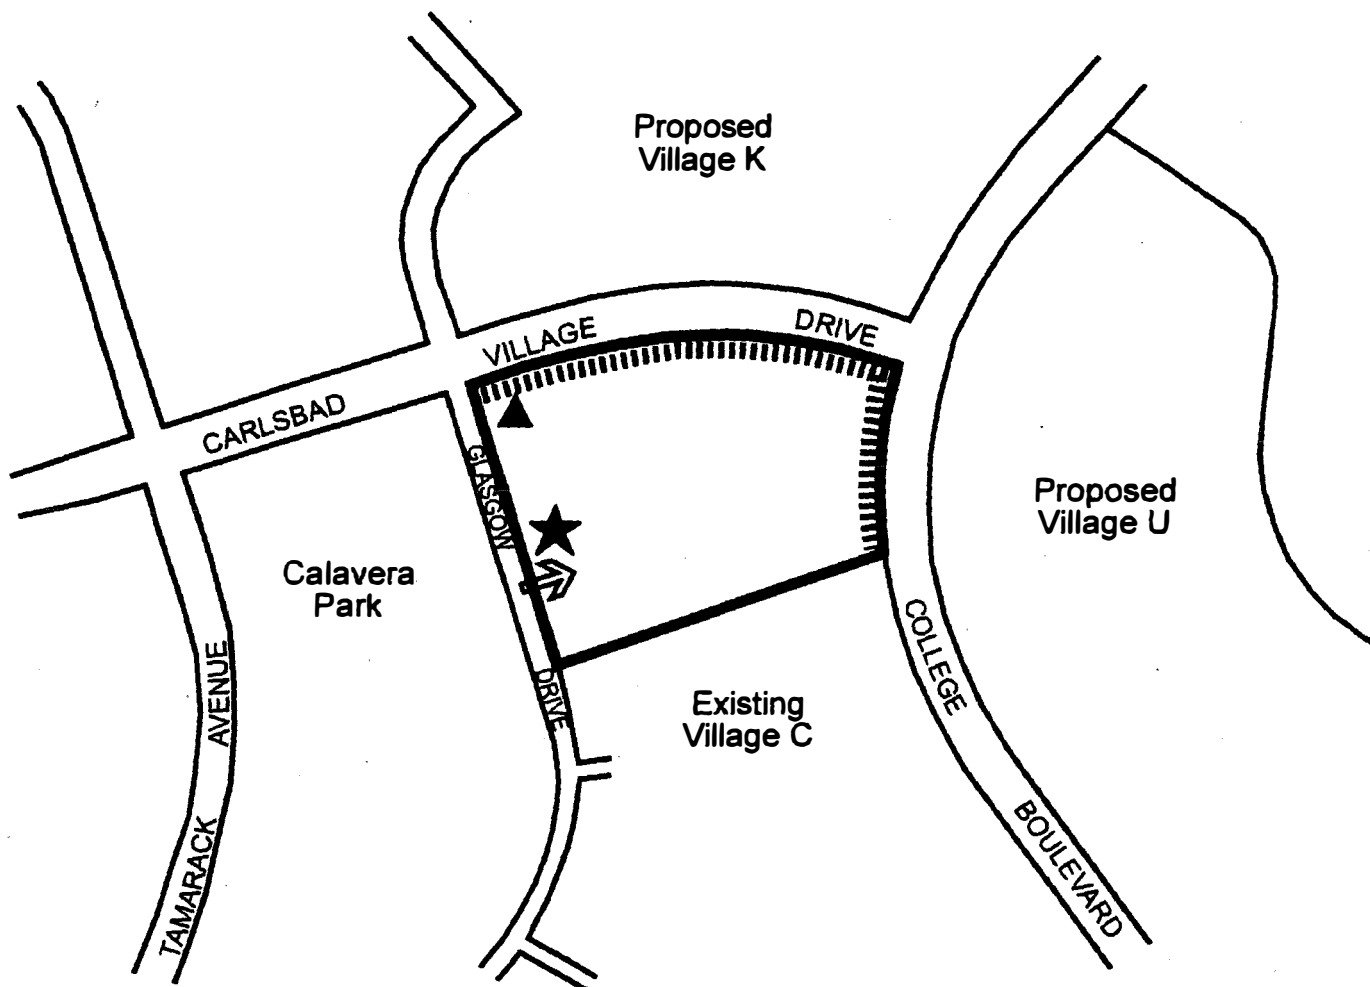 Proposed
Village K
VILLAGE
DRIVE
CARLSBAD
GLASGOW
DRIVE
Proposed
Village U
Calavera
Park
COLLEGE
BOULEVARD
AVENUE
TAMARACK
Existing
Village C